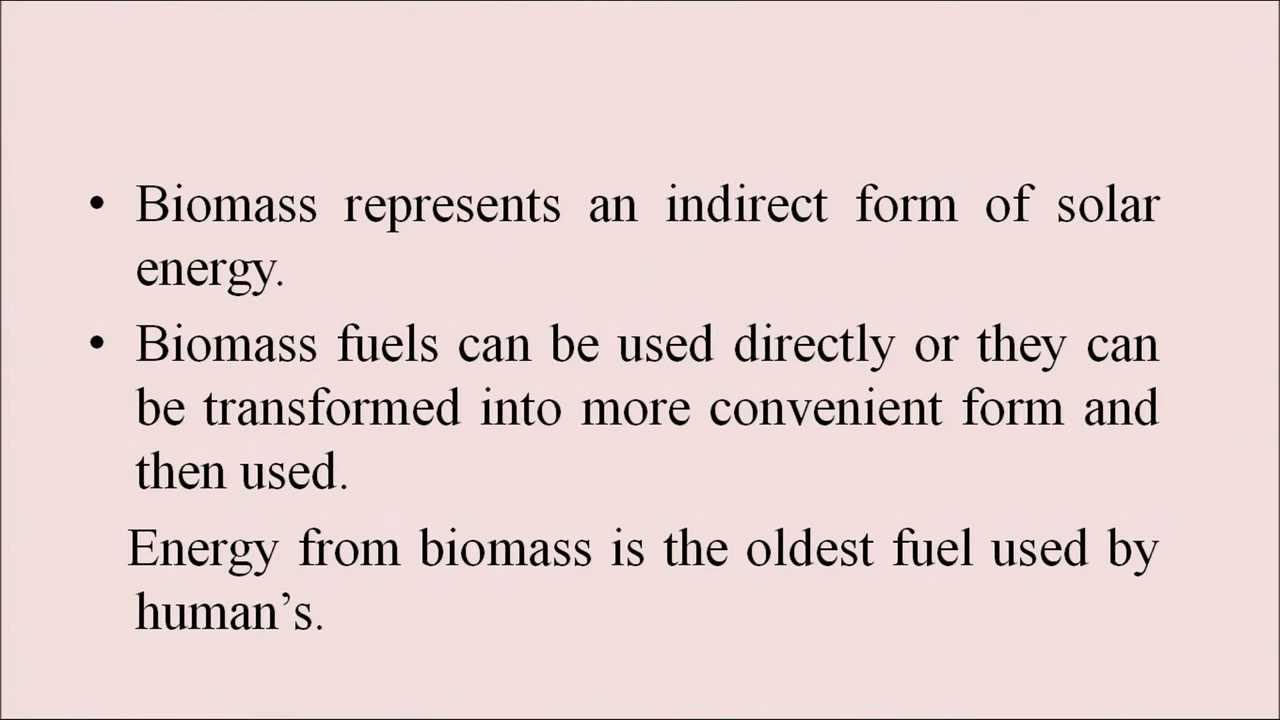 • Biomass represents an indirect form of solar
energy.
• Biomass fuels can be used directly or they can
be transformed into more convenient form and
then used.
Energy from biomass is the oldest fuel used by
human’s.